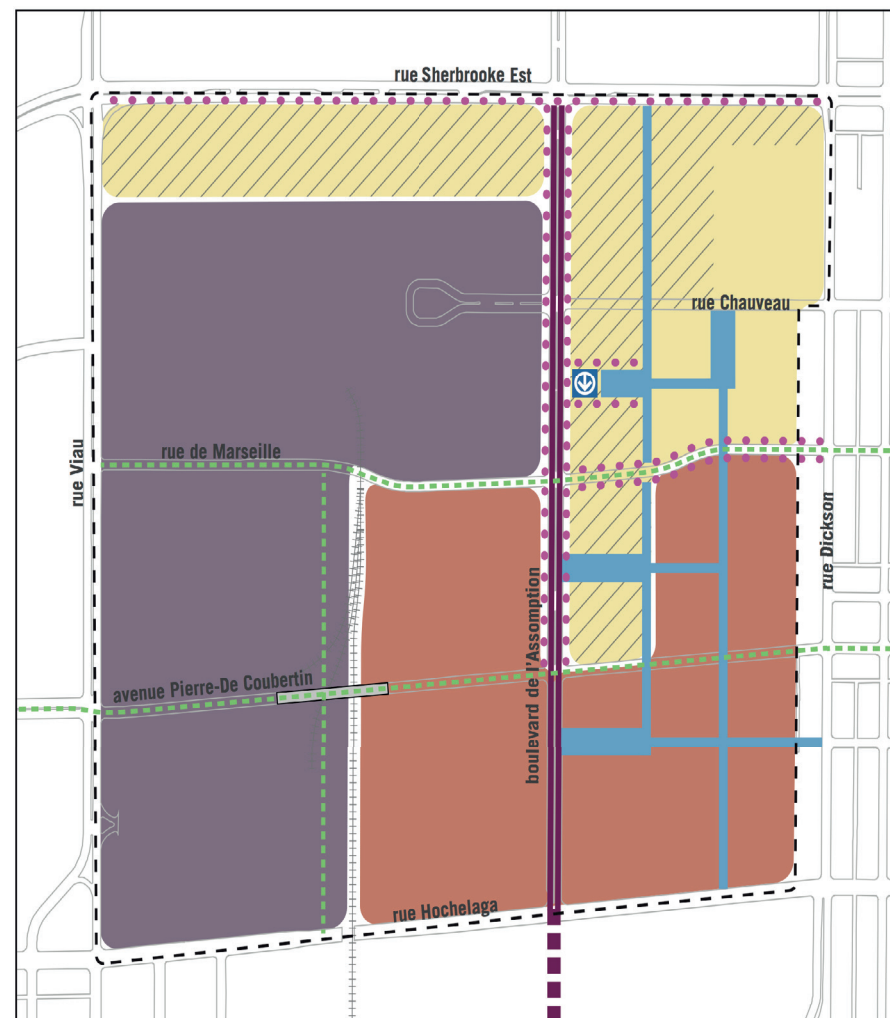 rue Sherbrooke Est
rue Chauveau
rue de Marseille
rue Viau
rue Dickson
boulevard de l'Assomption
avenue Pierre-De Coubertin
rue Hochelaga